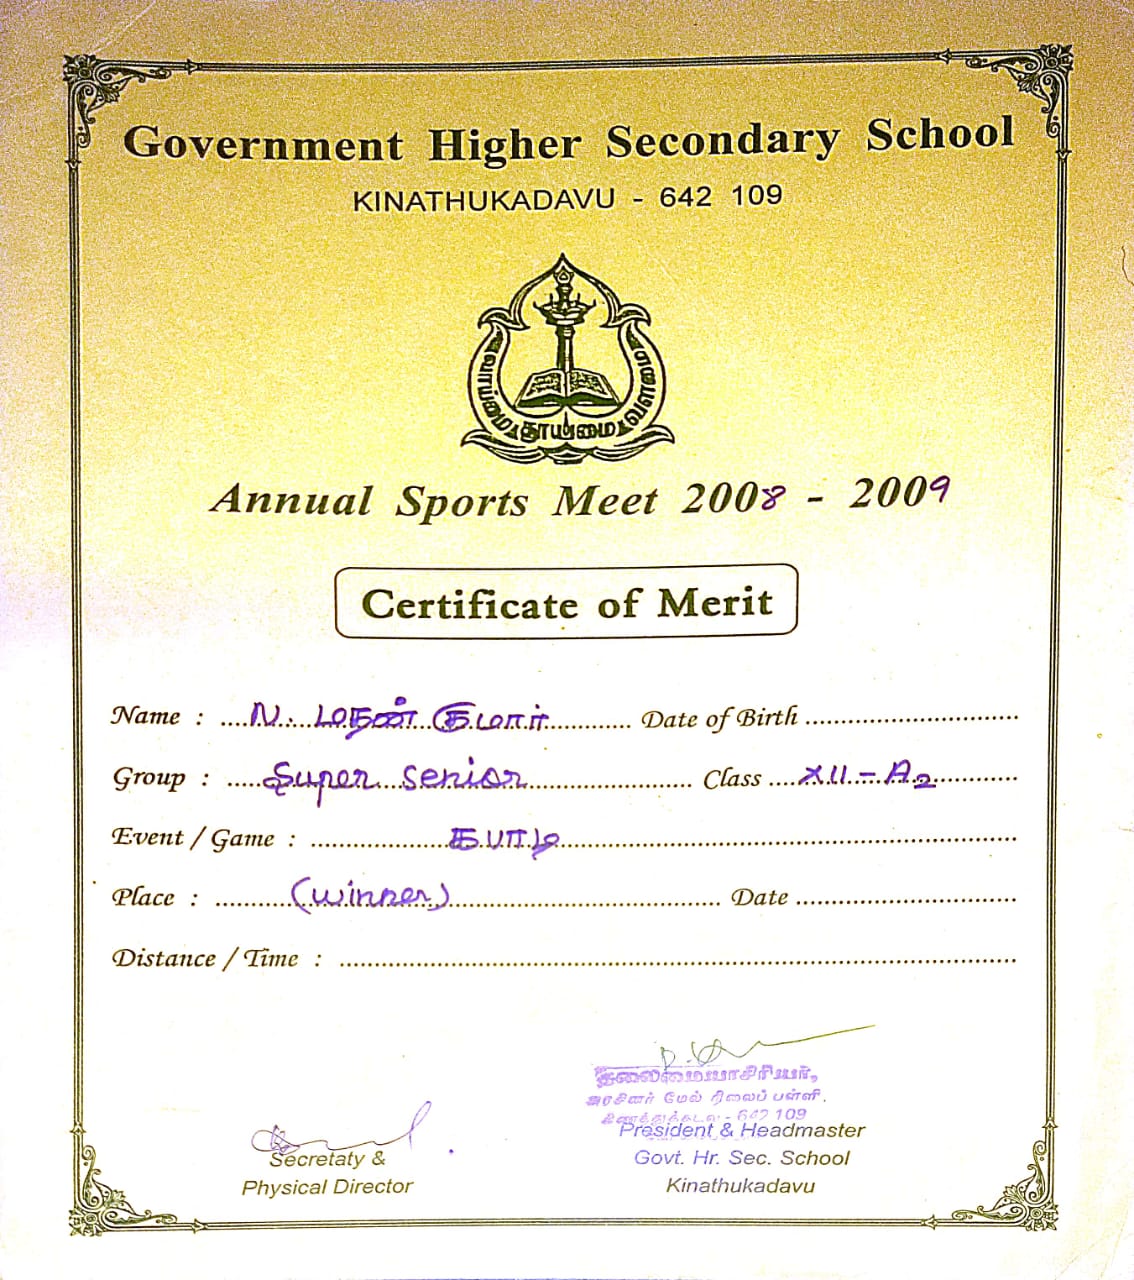 Government Higher Secondary School
KINATHUKADAVU - 642 109
வாய்மை தூய்மை வளமை
Annual Sports Meet 2008 - 2009
Certificate of Merit
Name : N. மதன் குமார் Date of Birth
Group : Super Senior Class XII - A2
Event / Game : கபாடி
Place : (Winner) Date
Distance / Time :
தலைமையாசிரியர்,
அரசினர் மேல் நிலைப் பள்ளி,
கிணத்துக்கடவு - 642 109
Secretaty & President & Headmaster
Physical Director Govt. Hr. Sec. School
Kinathukadavu